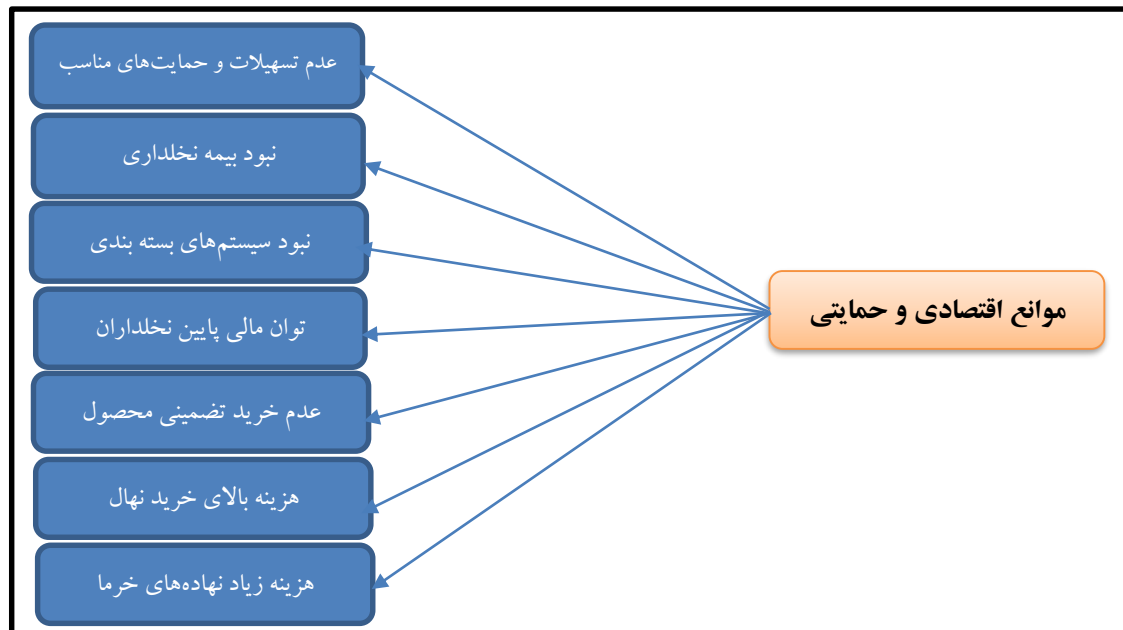 موانع اقتصادی و حمایتی
عدم تسهیلات و حمایت‌های مناسب
نبود بیمه نخلداری
نبود سیستم‌های بسته بندی
توان مالی پایین نخلداران
عدم خرید تضمینی محصول
هزینه بالای خرید نهال
هزینه زیاد نهاده‌های خرما